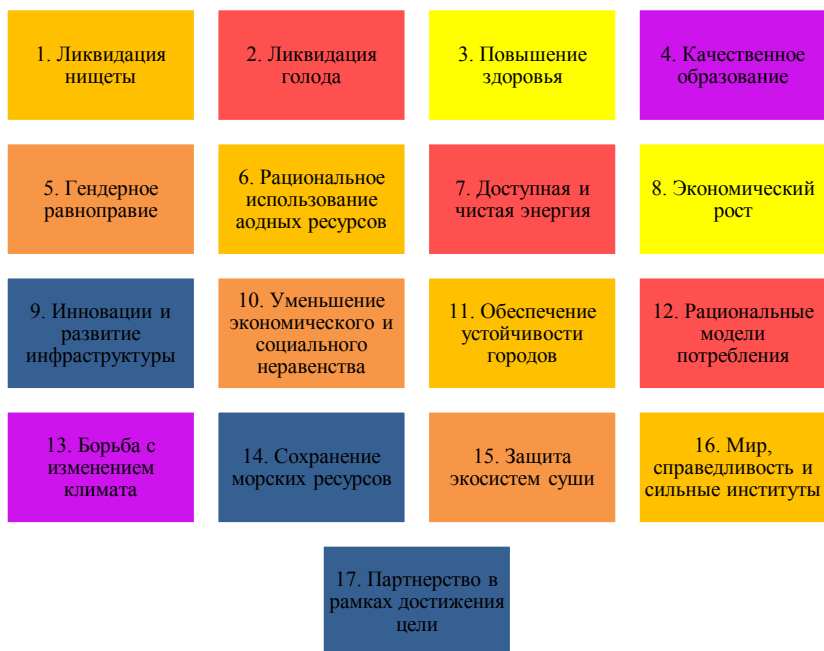 1. Ликвидация
нищеты
2. Ликвидация
голода
3. Повышение
здоровья
4. Качественное
образование
5. Гендерное
равноправие
6. Рациональное
использование
аодных ресурсов
7. Доступная и
чистая энергия
8. Экономический
рост
9. Инновации и
развитие
инфраструктуры
10. Уменьшение
экономического и
социального
неравенства
11. Обеспечение
устойчивости
городов
12. Рациональные
модели
потребления
13. Борьба с
изменением
климата
14. Сохранение
морских ресурсов
15. Защита
экосистем суши
16. Мир,
справедливость и
сильные институты
17. Партнерство в
рамках достижения
цели